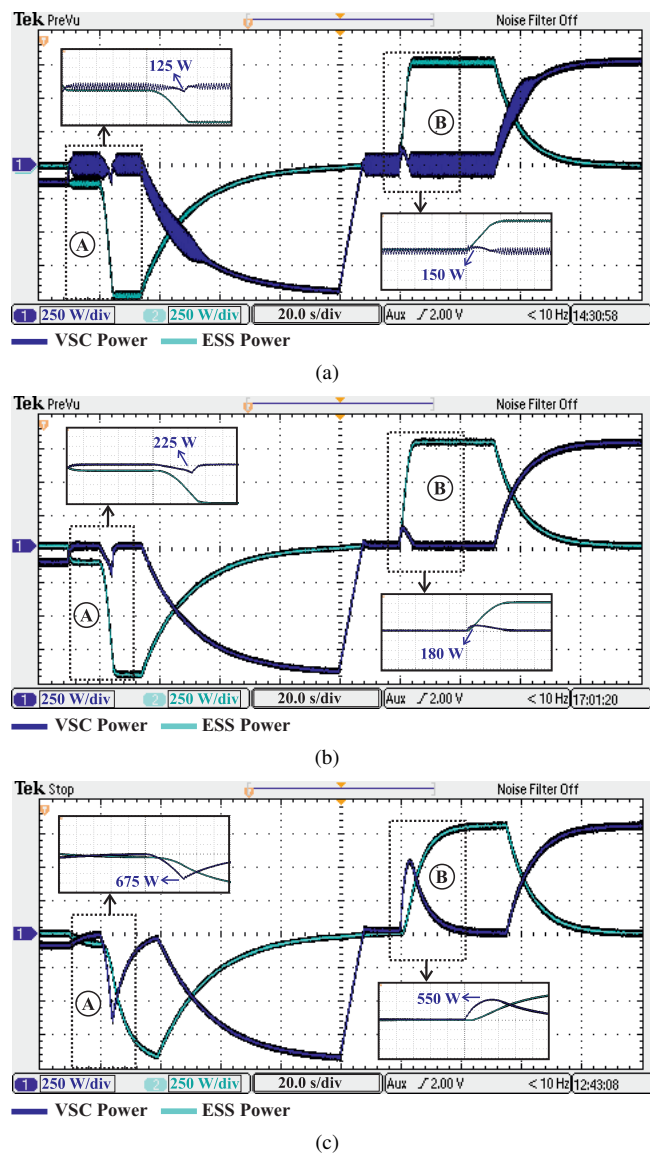 Tek PreVu
Noise Filter Off
T
T
125 W
B
1
A
150 W
1 250 W/div 2 250 W/div 20.0 s/div Aux 2.00 V < 10 Hz 14:30:58
VSC Power ESS Power
(a)
Tek PreVu
Noise Filter Off
T
T
225 W
B
1
A
180 W
1 250 W/div 2 250 W/div 20.0 s/div Aux 2.00 V < 10 Hz 17:01:20
VSC Power ESS Power
(b)
Tek Stop
Noise Filter Off
T
T
675 W
B
1
A
550 W
1 250 W/div 2 250 W/div 20.0 s/div Aux 2.00 V < 10 Hz 12:43:08
VSC Power ESS Power
(c)